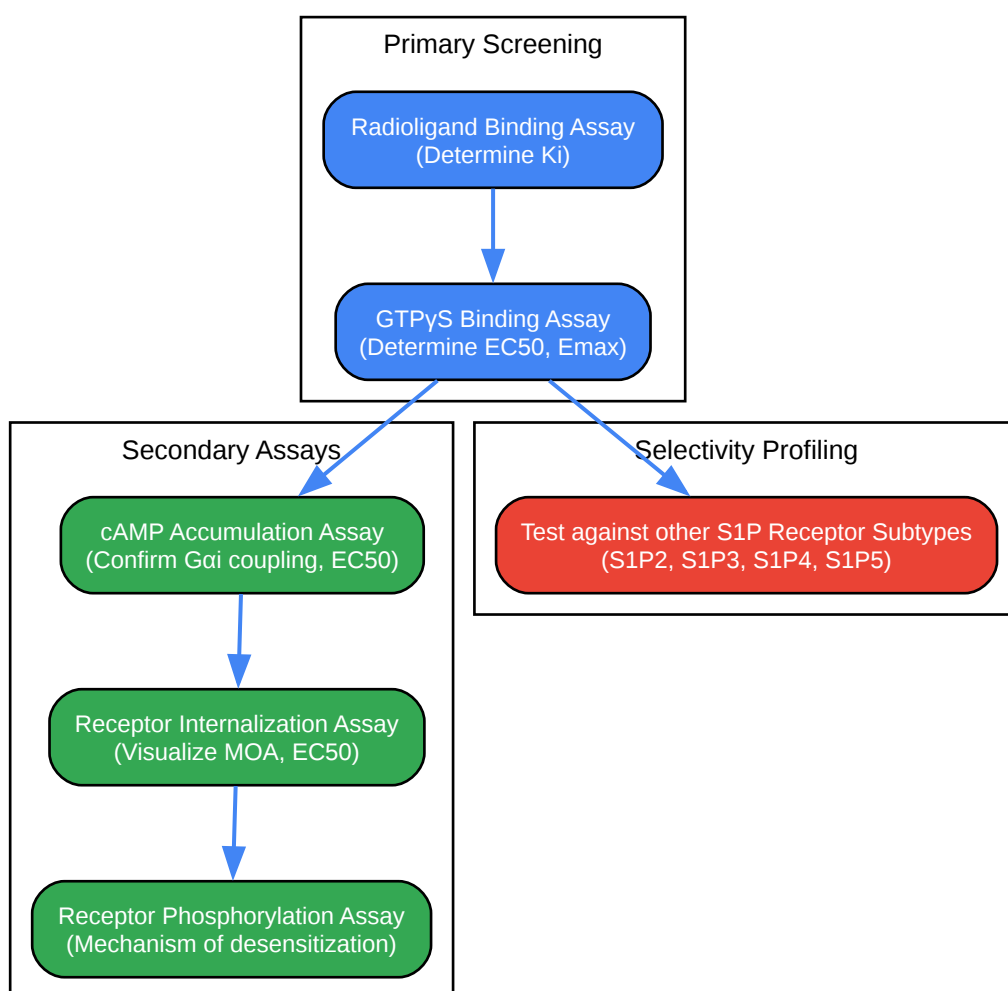 Primary Screening
Radioligand Binding Assay
(Determine Ki)
GTPγS Binding Assay
(Determine EC50, Emax)
Secondary Assays
cAMP Accumulation Assay
(Confirm Gαi coupling, EC50)
Receptor Internalization Assay
(Visualize MOA, EC50)
Receptor Phosphorylation Assay
(Mechanism of desensitization)
Selectivity Profiling
Test against other S1P Receptor Subtypes
(S1P2, S1P3, S1P4, S1P5)